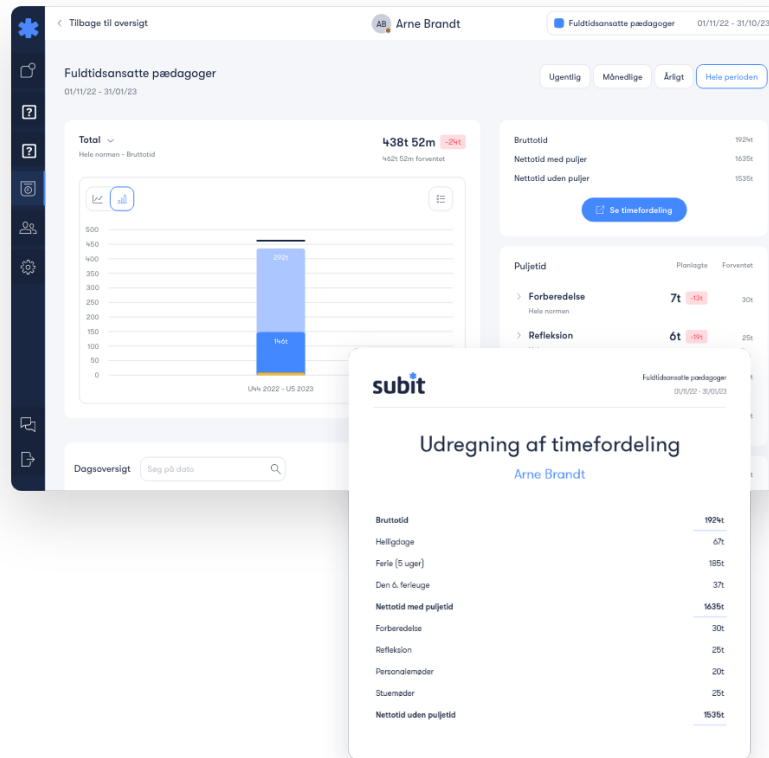 Tilbage til oversigt
AB Arne Brandt
Fuldtidsansatte pædagoger 01/11/22 - 31/10/23
Fuldtidsansatte pædagoger
01/11/22 - 31/01/23
Ugentlig Månedlige Årligt Hele perioden
Total
Hele normen - Bruttotid
438t 52m -24t
462t 52m forventet
500
450
400
350
300
250
200
150
100
50
0
292t
146t
U44 2022 - U5 2023
Dagsoversigt Søg på dato
Bruttotid 1924t
Nettotid med puljer 1635t
Nettotid uden puljer 1535t
Se timefordeling
Puljetid Planlagte Forventet
Forberedelse 7t -13t 30t
Hele normen
Refleksion 6t -19t 25t
subit
Fuldtidsansatte pædagoger
01/11/22 - 31/01/23
Udregning af timefordeling
Arne Brandt
Bruttotid 1924t
Helligdage 67t
Ferie (5 uger) 185t
Den 6. ferieuge 37t
Nettotid med puljetid 1635t
Forberedelse 30t
Refleksion 25t
Personalemøder 20t
Stuemøder 25t
Nettotid uden puljetid 1535t